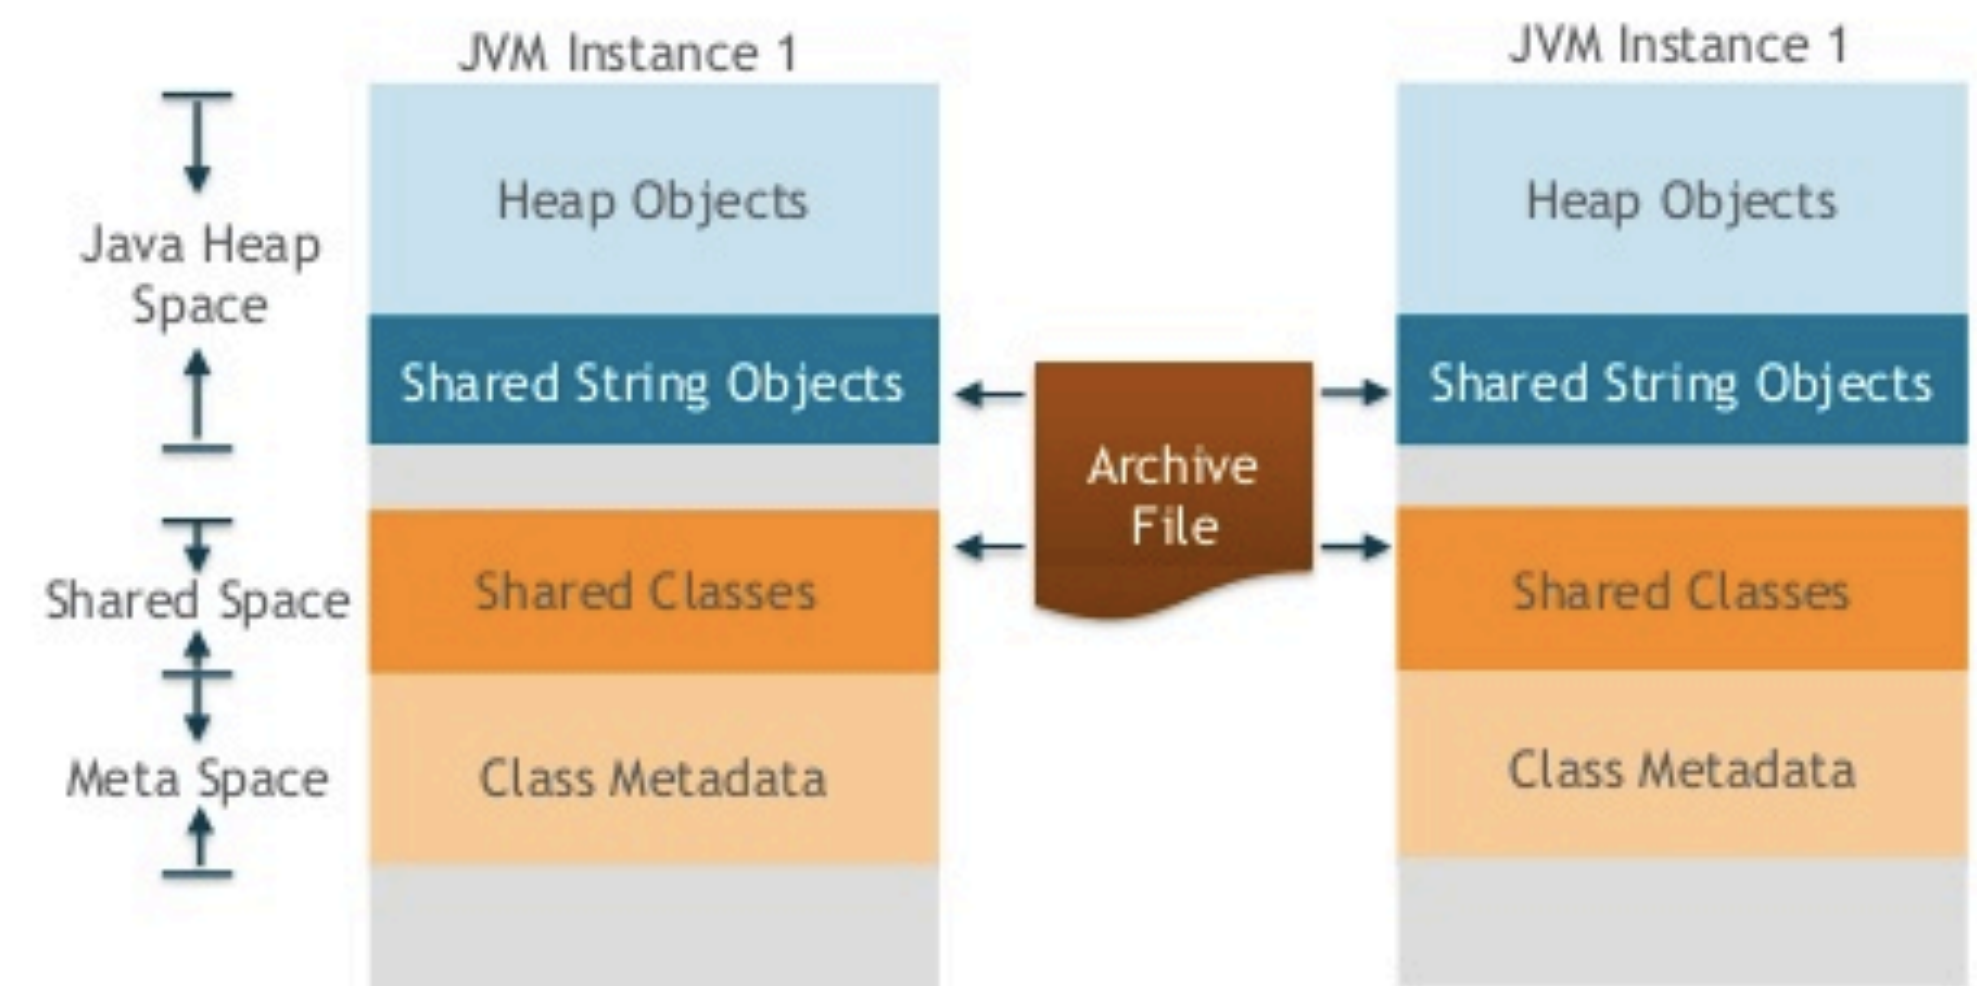 JVM Instance 1
JVM Instance 1
Java Heap
Space
Heap Objects
Heap Objects
Shared String Objects
Archive
File
Shared String Objects
Shared Space
Shared Classes
Shared Classes
Meta Space
Class Metadata
Class Metadata